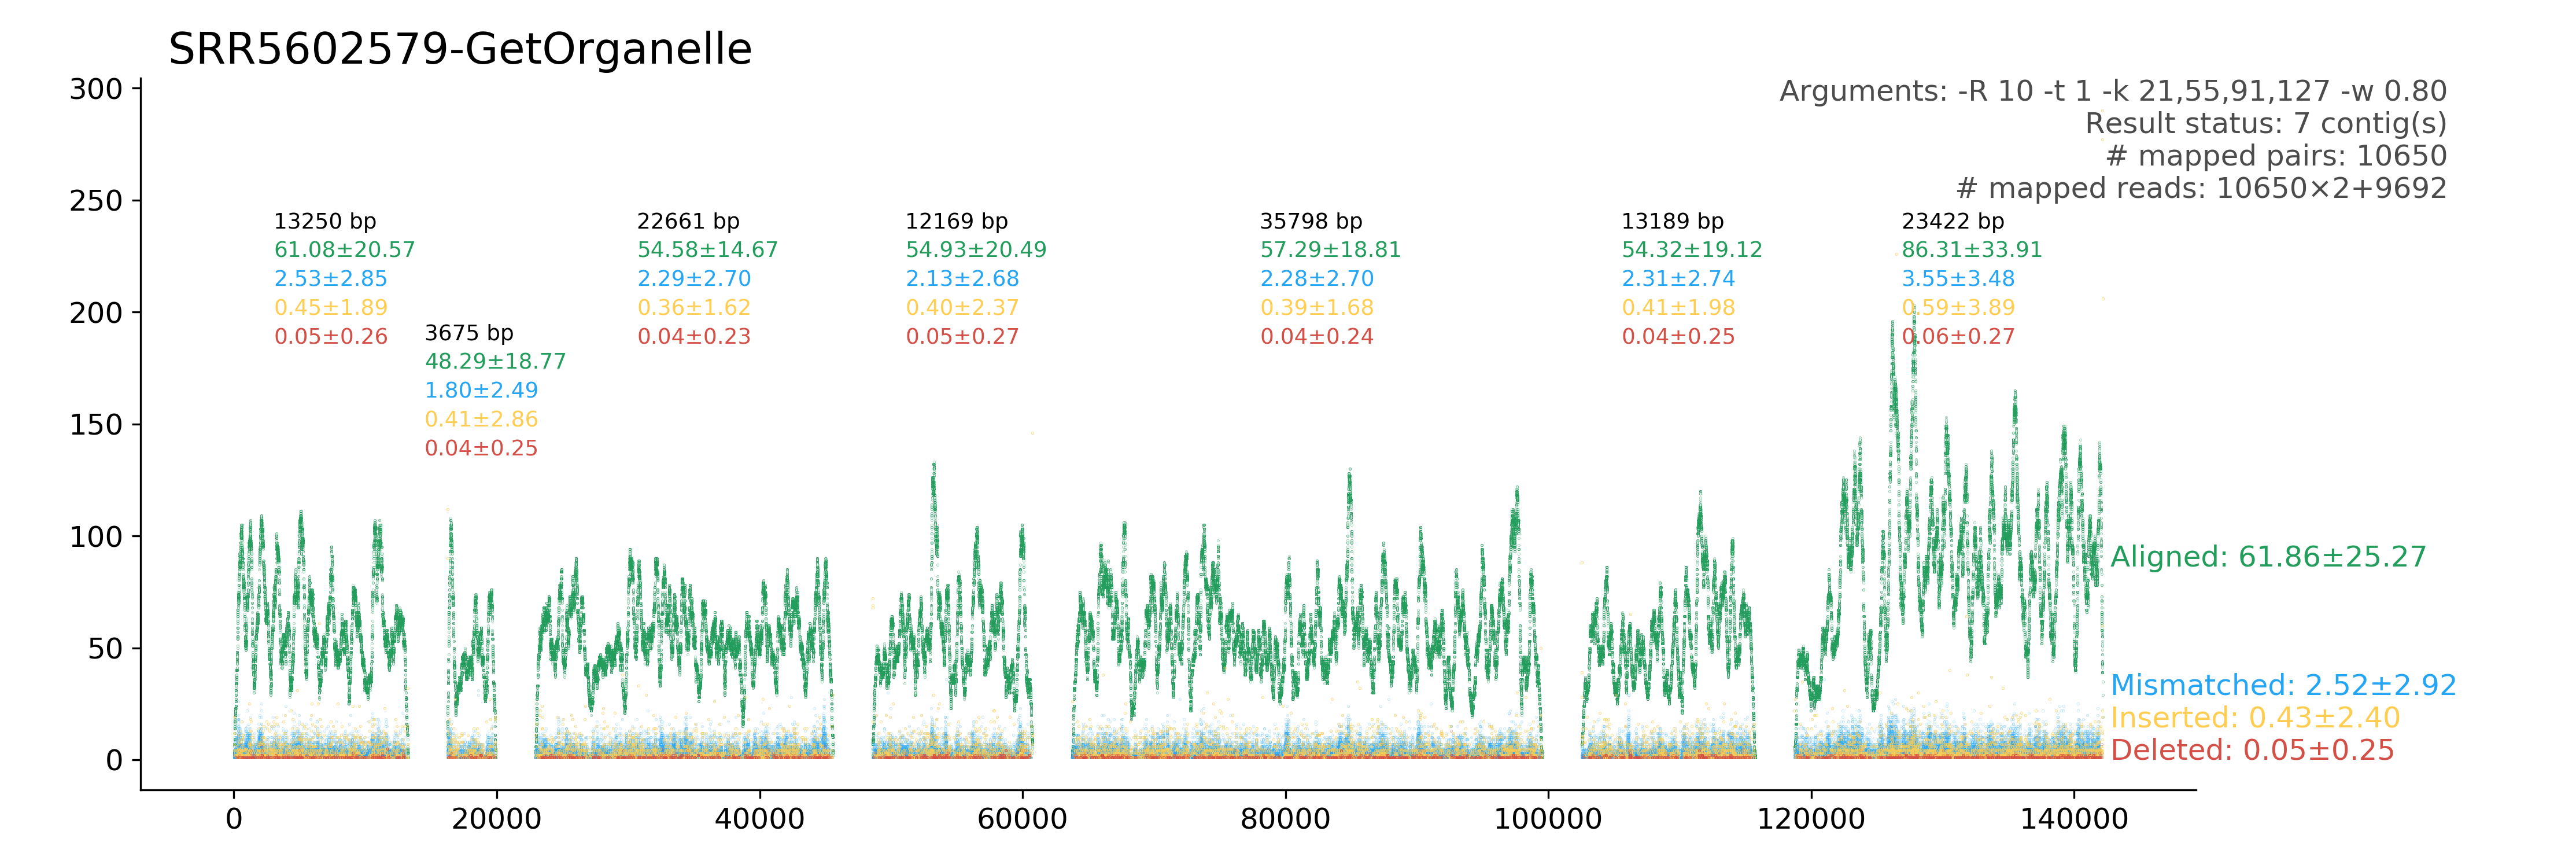 SRR5602579-GetOrganelle
Arguments: -R 10 -t 1 -k 21,55,91,127 -w 0.80
Result status: 7 contig(s)
# mapped pairs: 10650
# mapped reads: 10650×2+9692
300
250
200
150
100
50
0
13250 bp
61.08±20.57
2.53±2.85
0.45±1.89
0.05±0.26
3675 bp
48.29±18.77
1.80±2.49
0.41±2.86
0.04±0.25
22661 bp
54.58±14.67
2.29±2.70
0.36±1.62
0.04±0.23
12169 bp
54.93±20.49
2.13±2.68
0.40±2.37
0.05±0.27
35798 bp
57.29±18.81
2.28±2.70
0.39±1.68
0.04±0.24
13189 bp
54.32±19.12
2.31±2.74
0.41±1.98
0.04±0.25
23422 bp
86.31±33.91
3.55±3.48
0.59±3.89
0.06±0.27
Aligned: 61.86±25.27
Mismatched: 2.52±2.92
Inserted: 0.43±2.40
Deleted: 0.05±0.25
0 20000 40000 60000 80000 100000 120000 140000